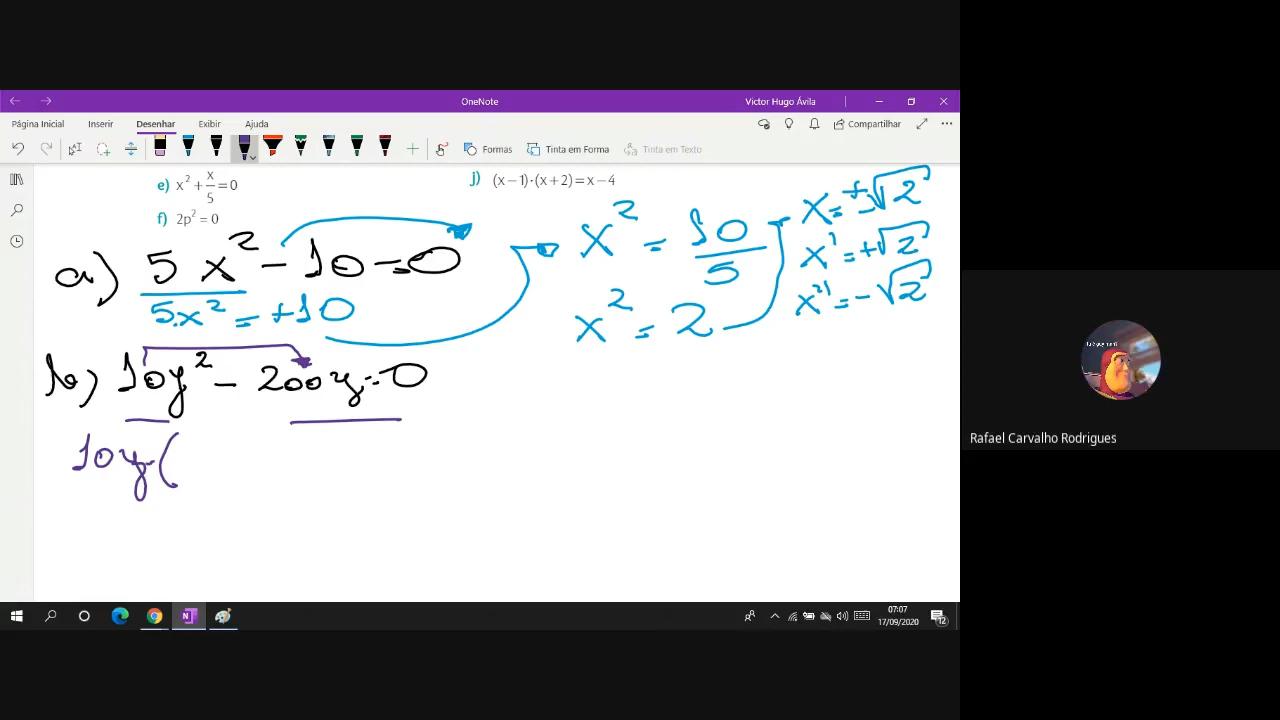 OneNote
Victor Hugo Ávila
Página Inicial Inserir Desenhar Exibir Ajuda
Compartilhar
Formas Tinta em Forma Tinta em Texto
e) x² + x/5 = 0
j) (x−1)·(x+2) = x−4
f) 2p² = 0
a) 5x² − 10 = 0
5x² = +10
x² = 10/5
x² = 2
x = ±√2
x' = +√2
x'' = −√2
b) 10y² − 200y = 0
10y·(
Rafael Carvalho Rodrigues
07:07
17/09/2020
12